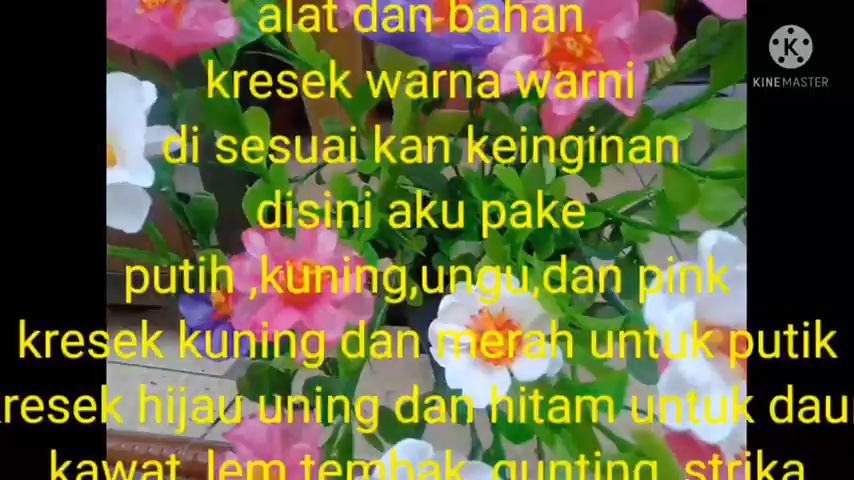 alat dan bahan
kresek warna warni
di sesuai kan keinginan
disini aku pake
putih ,kuning,ungu,dan pink
kresek kuning dan merah untuk putik
resek hijau uning dan hitam untuk dau
kawat, lem tembak, gunting, strika
K
KINEMASTER